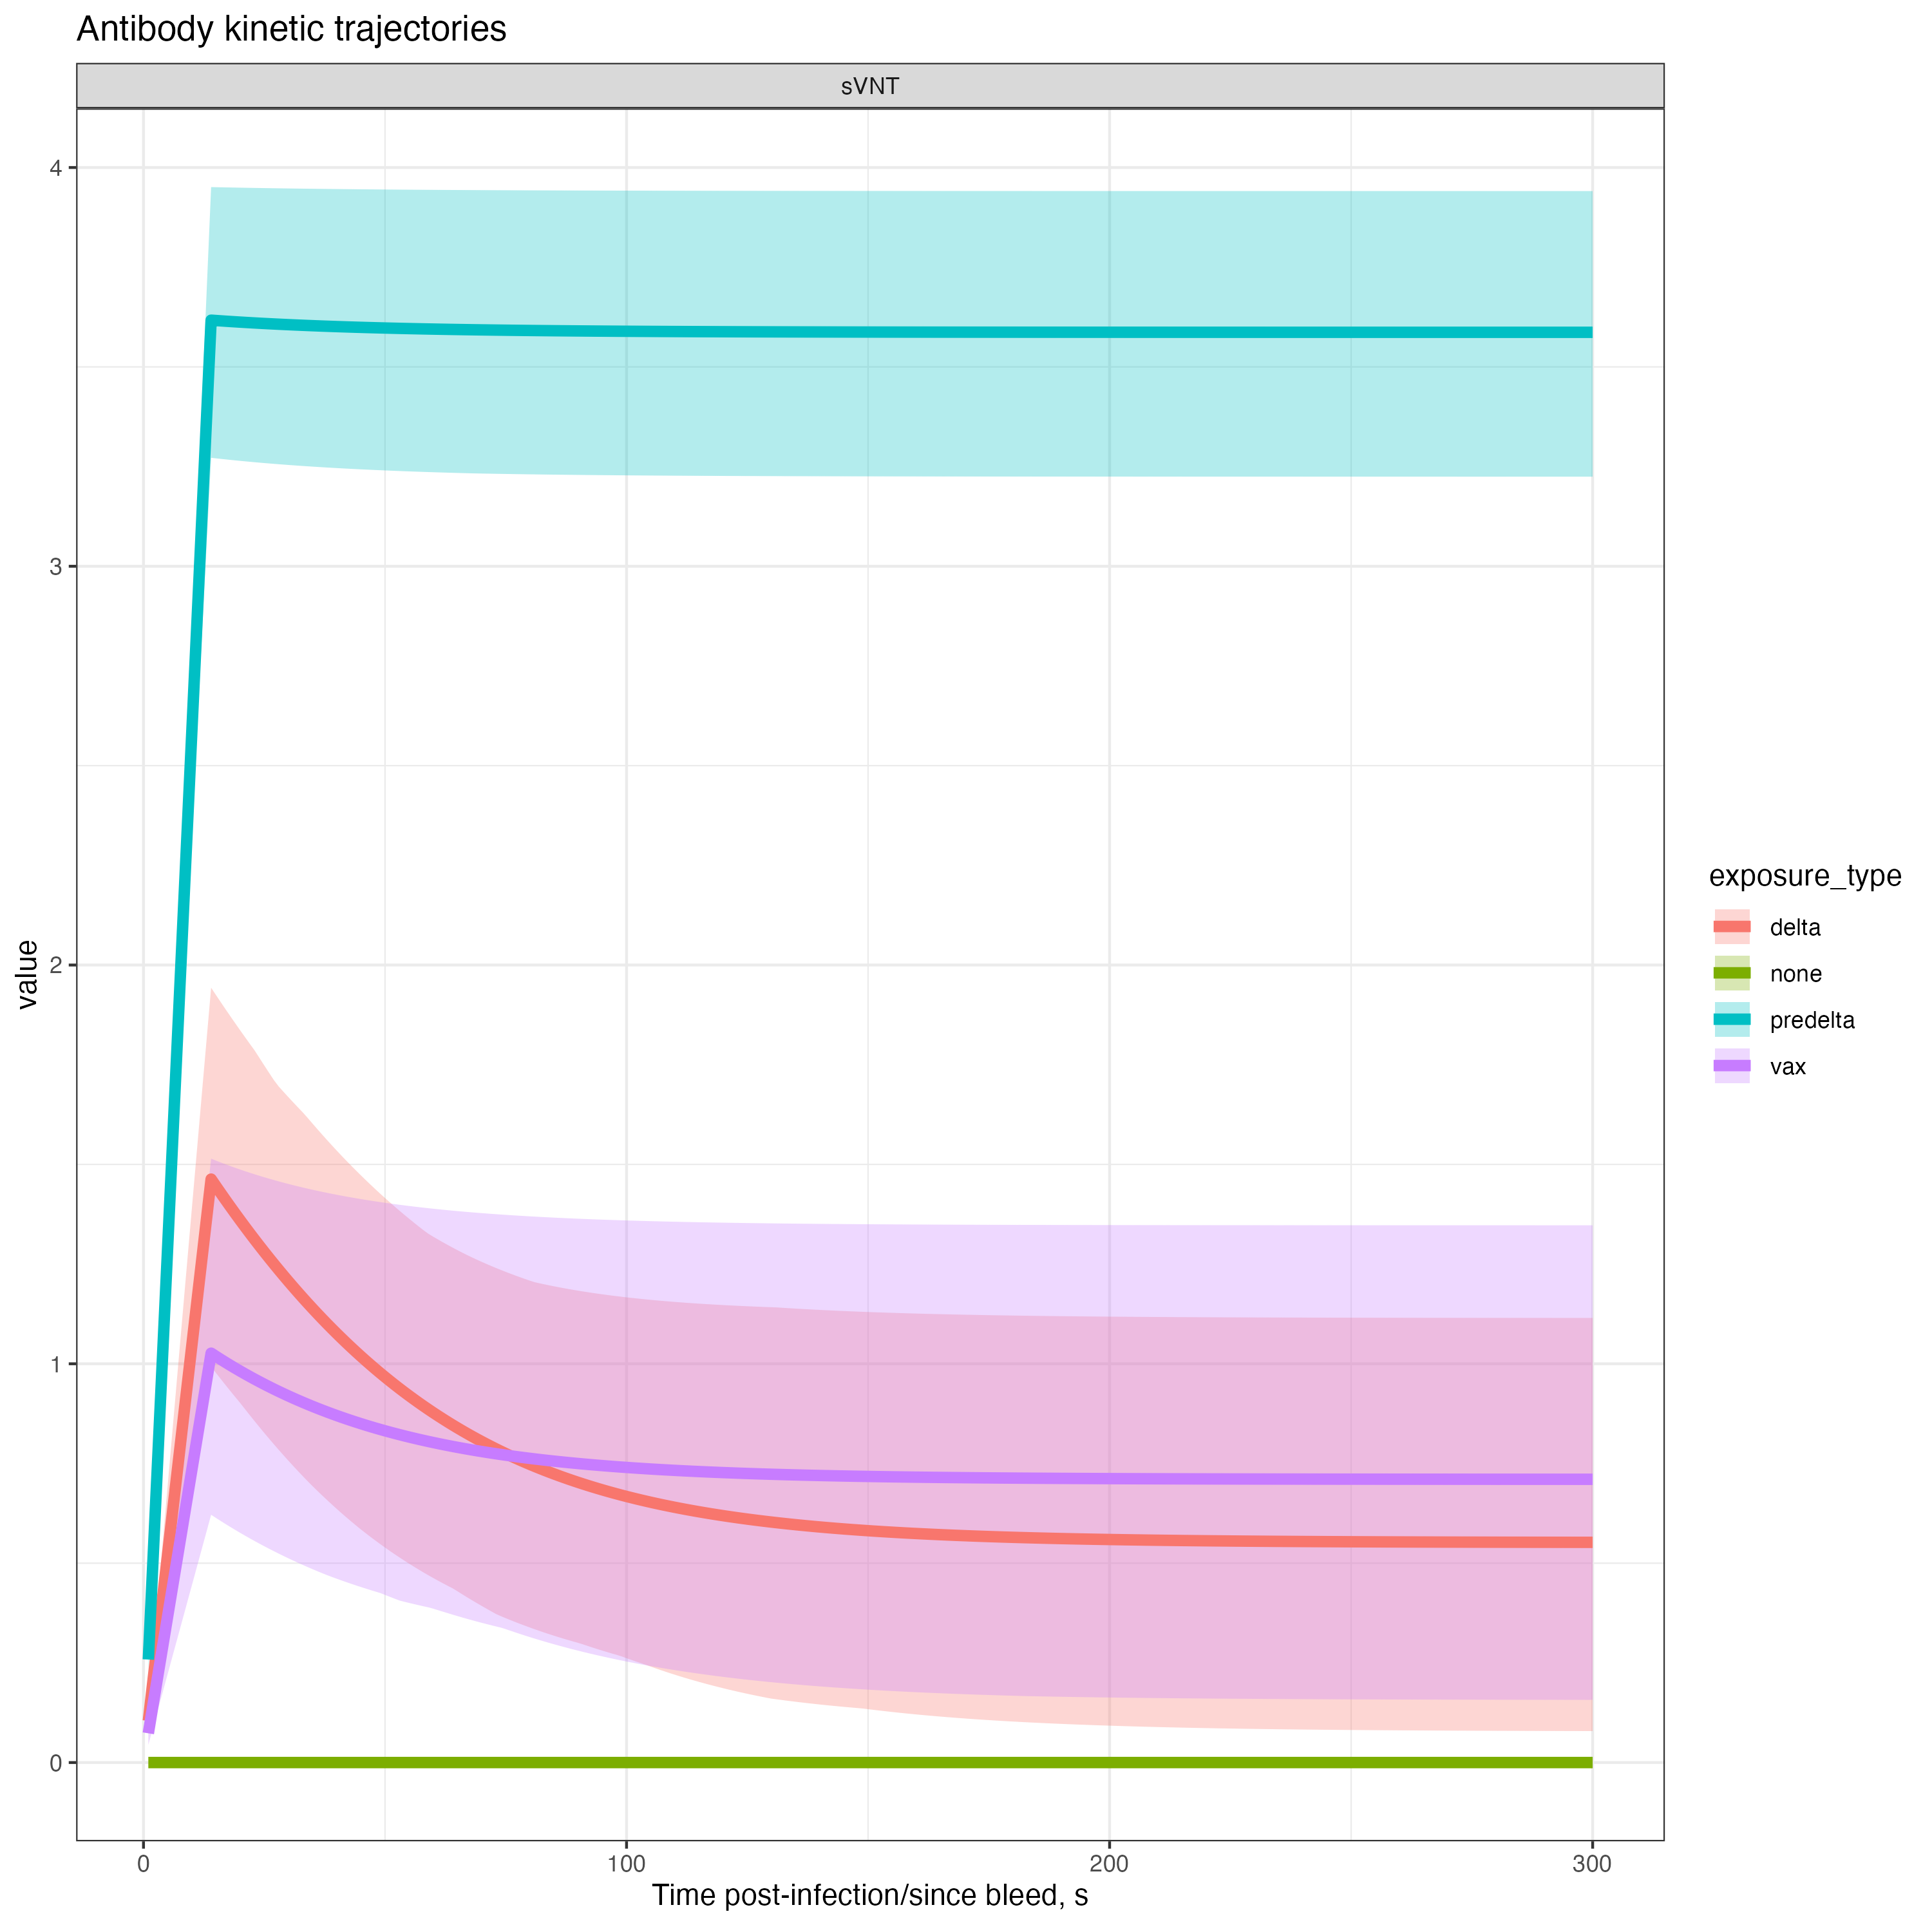 Antibody kinetic trajectories
sVNT
4
3
2
1
0
value
0 100 200 300
Time post-infection/since bleed, s
exposure_type
delta
none
predelta
vax